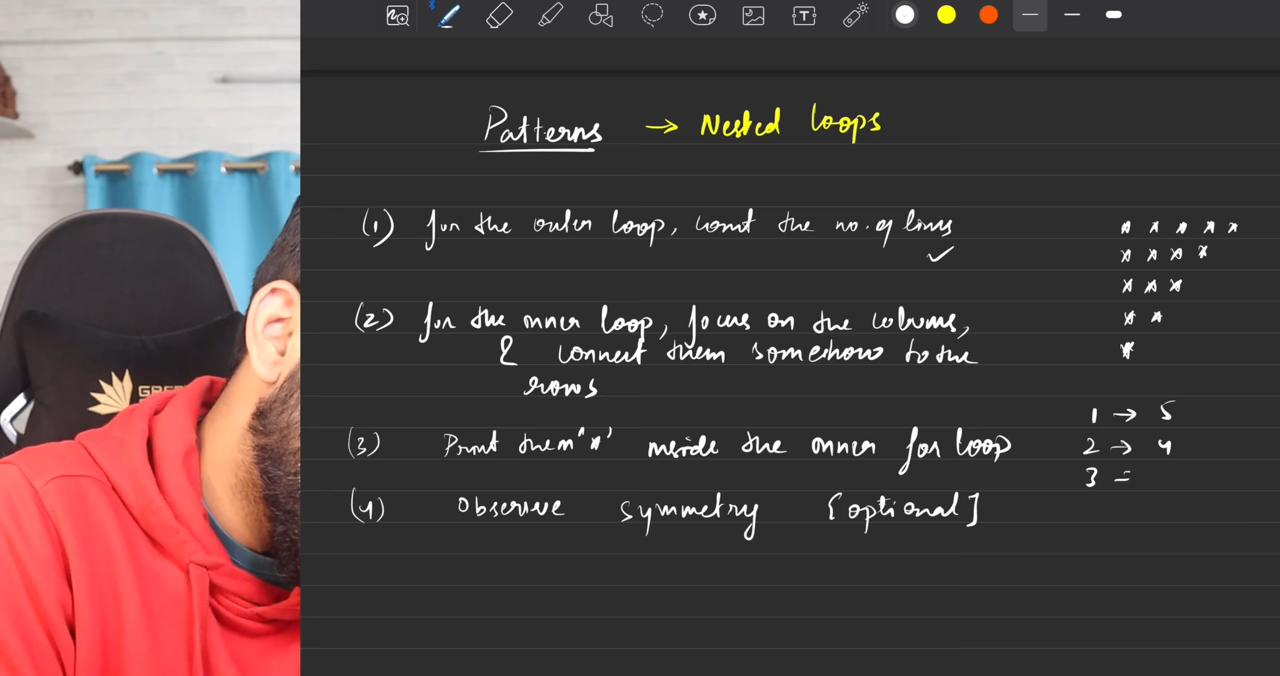 Patterns → Nested loops
(1) for the outer loop, count the no. of lines
* * * * *
* * * *
* * *
* *
*
(2) for the inner loop, focus on the columns,
& connect them somehow to the
rows
(3) Print them '*' inside the inner for loop
(4) Observe symmetry [optional]
1 → 5
2 → 4
3 =